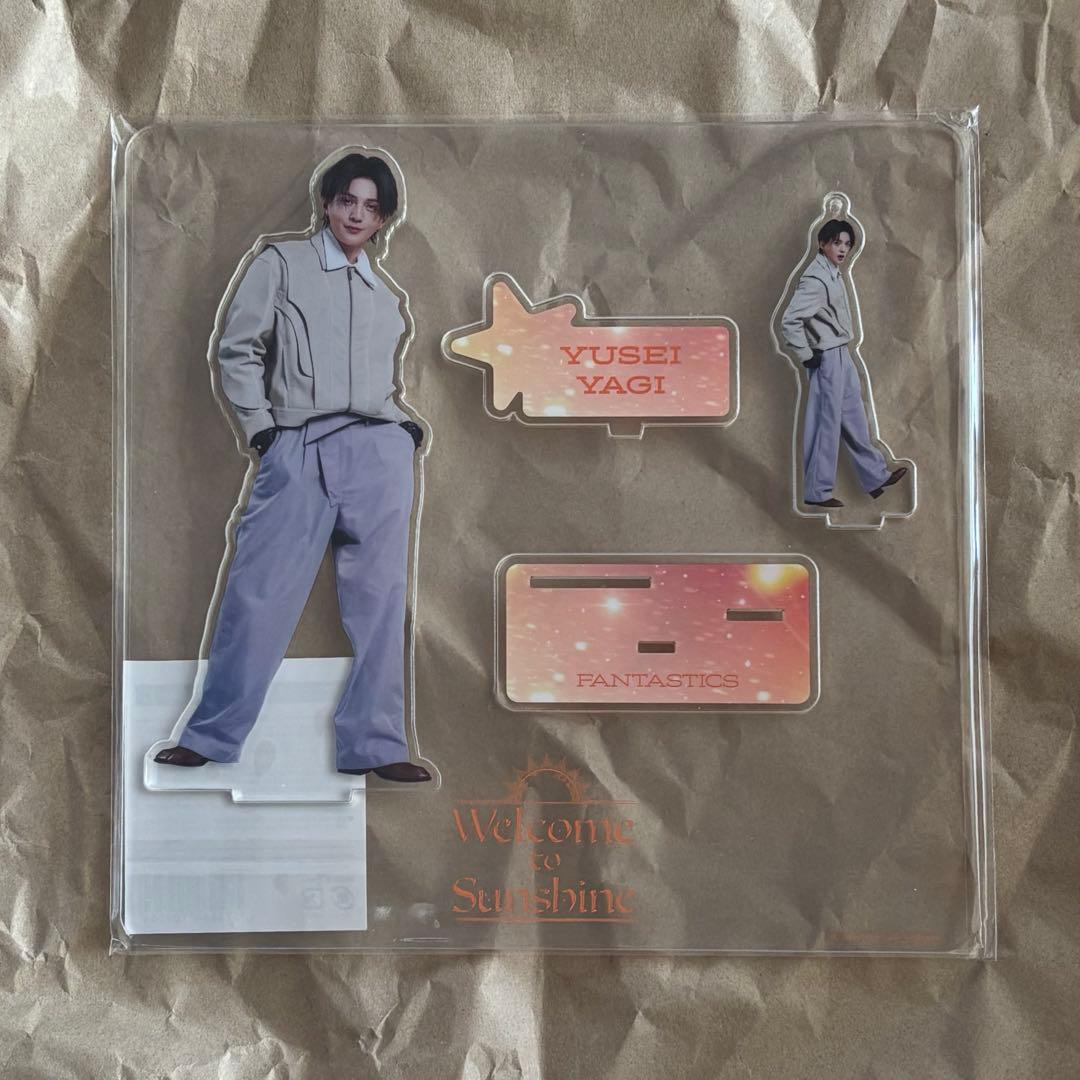 YUSEI
YAGI
FANTASTICS
Welcome
to
Sunshine